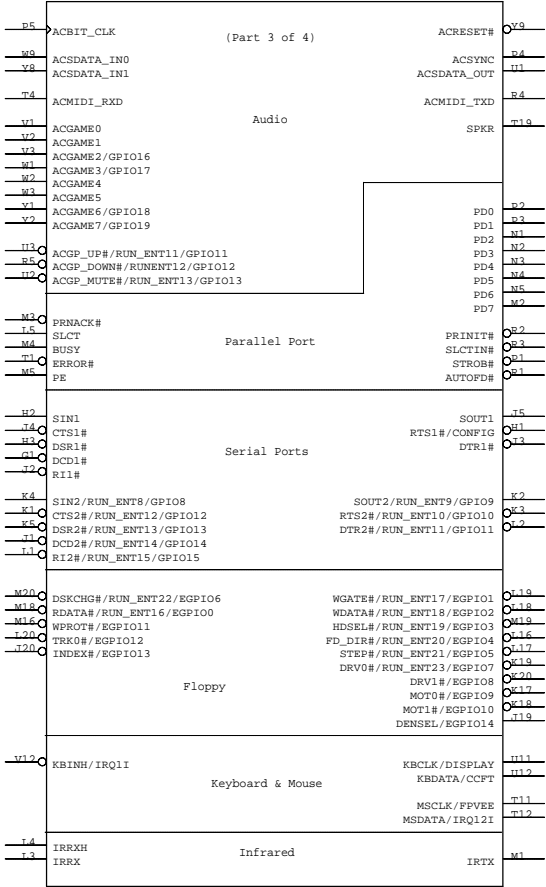 P5 ACBIT_CLK (Part 3 of 4) ACRESET# Y9
W9 ACSDATA_IN0 ACSYNC P4
Y8 ACSDATA_IN1 ACSDATA_OUT U1
T4 ACMIDI_RXD ACMIDI_TXD R4
Audio
V1 ACGAME0 SPKR T19
V2 ACGAME1
V3 ACGAME2/GPIO16
W1 ACGAME3/GPIO17
W2 ACGAME4
W3 ACGAME5
Y1 ACGAME6/GPIO18 PD0 P2
Y2 ACGAME7/GPIO19 PD1 P3
PD2 N1
U3 ACGP_UP#/RUN_ENT11/GPIO11 PD3 N2
R5 ACGP_DOWN#/RUNENT12/GPIO12 PD4 N3
U2 ACGP_MUTE#/RUN_ENT13/GPIO13 PD5 N4
PD6 N5
PD7 M2
M3 PRNACK#
L5 SLCT Parallel Port PRINIT# R2
M4 BUSY SLCTIN# R3
T1 ERROR# STROB# P1
M5 PE AUTOFD# R1
H2 SIN1 SOUT1 J5
J4 CTS1# RTS1#/CONFIG H1
H3 DSR1# Serial Ports DTR1# J3
G1 DCD1#
J2 RI1#
K4 SIN2/RUN_ENT8/GPIO8 SOUT2/RUN_ENT9/GPIO9 K2
K1 CTS2#/RUN_ENT12/GPIO12 RTS2#/RUN_ENT10/GPIO10 K3
K5 DSR2#/RUN_ENT13/GPIO13 DTR2#/RUN_ENT11/GPIO11 L2
J1 DCD2#/RUN_ENT14/GPIO14
L1 RI2#/RUN_ENT15/GPIO15
M20 DSKCHG#/RUN_ENT22/EGPIO6 WGATE#/RUN_ENT17/EGPIO1 L19
M18 RDATA#/RUN_ENT16/EGPIO0 WDATA#/RUN_ENT18/EGPIO2 L18
M16 WPROT#/EGPIO11 HDSEL#/RUN_ENT19/EGPIO3 M19
L20 TRK0#/EGPIO12 FD_DIR#/RUN_ENT20/EGPIO4 L16
J20 INDEX#/EGPIO13 STEP#/RUN_ENT21/EGPIO5 L17
DRV0#/RUN_ENT23/EGPIO7 K19
DRV1#/EGPIO8 K20
Floppy MOT0#/EGPIO9 K17
MOT1#/EGPIO10 K18
DENSEL/EGPIO14 J19
V12 KBINH/IRQ1I KBCLK/DISPLAY U11
KBDATA/CCFT U12
Keyboard & Mouse
MSCLK/FPVEE T11
MSDATA/IRQ12I T12
L4 IRRXH Infrared
L3 IRRX IRTX M1